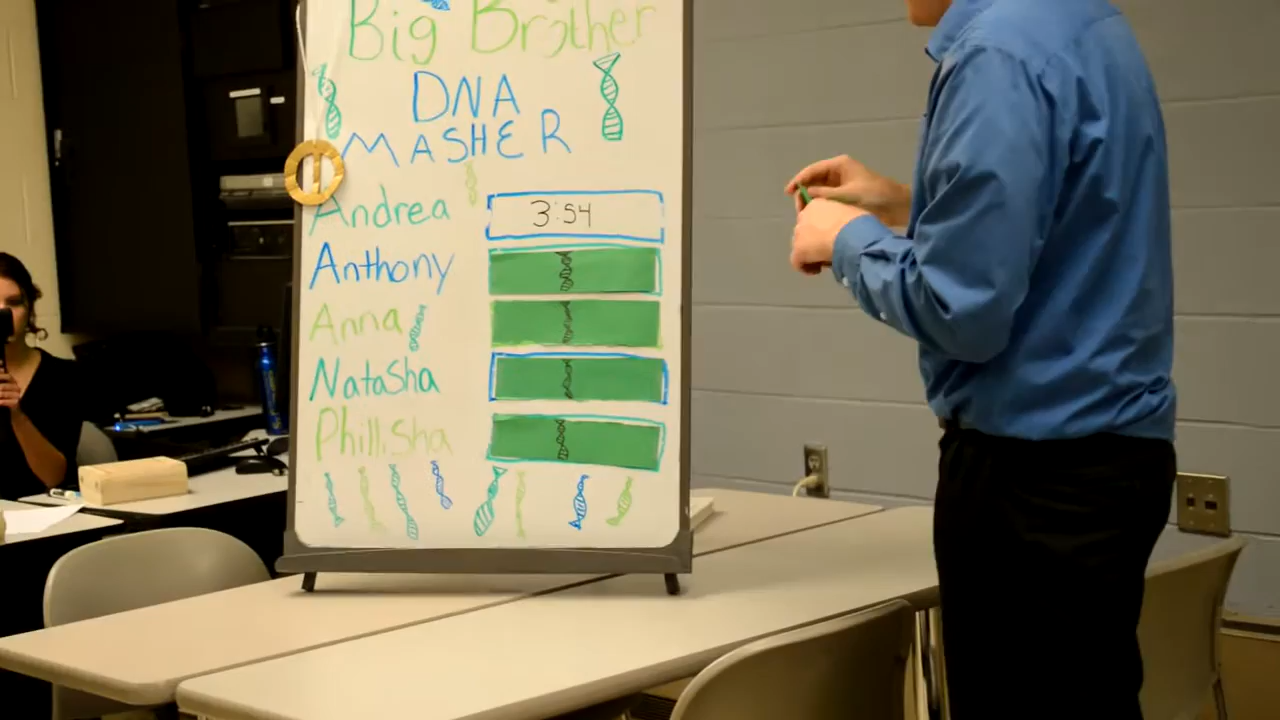 Big Brother
DNA
MASHER
Andrea 3:54
Anthony
Anna
Natasha
Phillisha